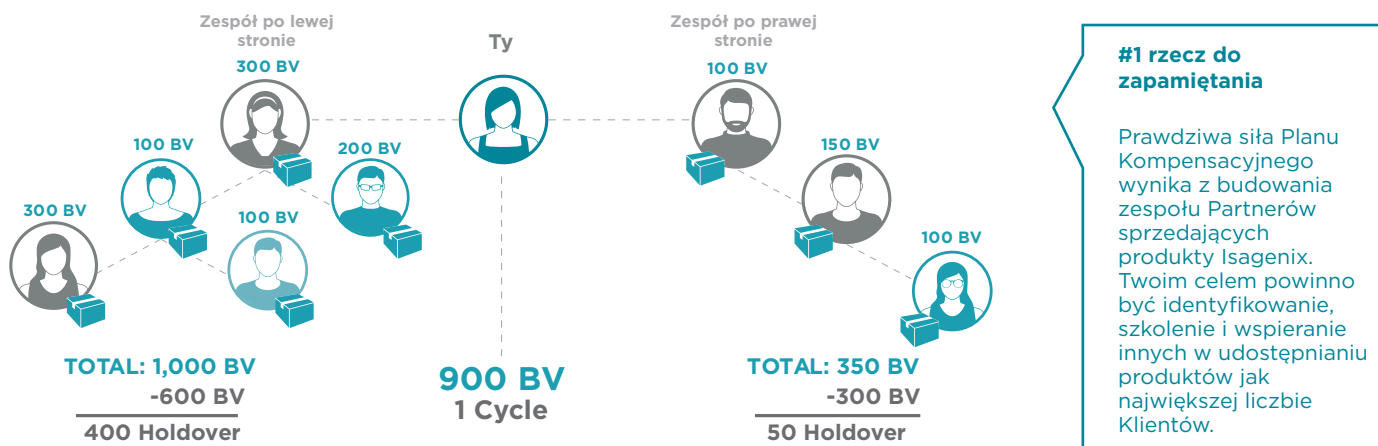 Zespół po lewej
stronie
300 BV
Ty
Zespół po prawej
stronie
100 BV
100 BV
200 BV
150 BV
300 BV
100 BV
100 BV
TOTAL: 1,000 BV
-600 BV
400 Holdover
900 BV
1 Cycle
TOTAL: 350 BV
-300 BV
50 Holdover
#1 rzecz do
zapamiętania
Prawdziwa siła Planu
Kompensacyjnego
wynika z budowania
zespołu Partnerów
sprzedających
produkty Isagenix.
Twoim celem powinno
być identyfikowanie,
szkolenie i wspieranie
innych w udostępnianiu
produktów jak
największej liczbie
Klientów.